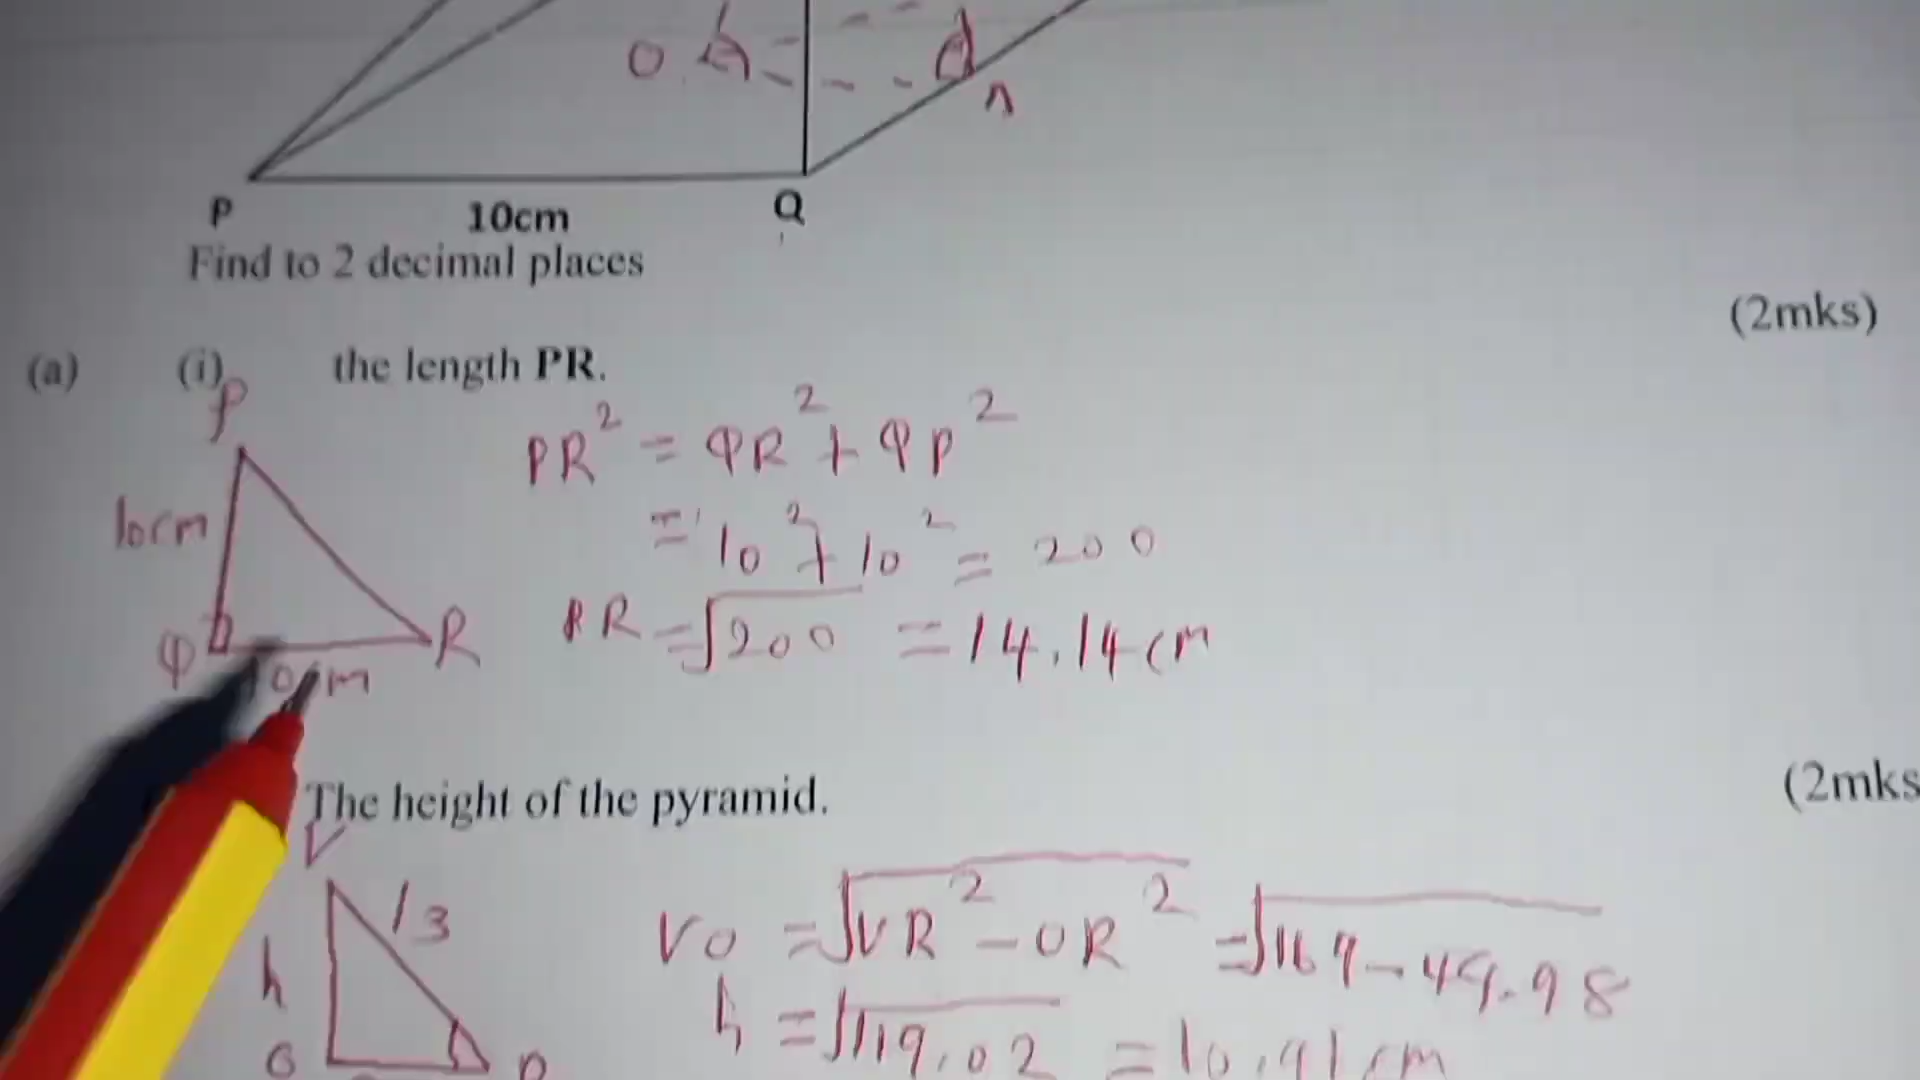 O
n
P 10cm Q
Find to 2 decimal places
(2mks)
(a) (i) the length PR.
P
PR² = QR² + QP²
10cm
= 10² + 10² = 200
Q R
PR = √200 = 14.14cm
10cm
The height of the pyramid. (2mks
V
13
VO = √VR² - OR² = √169 - 49.98
h
h = √119.02 = 10.91cm
O